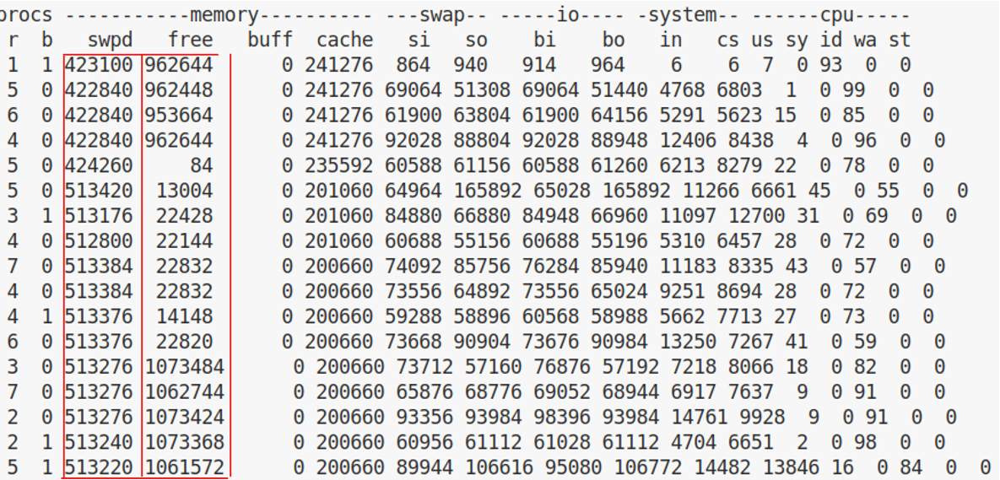 procs -----------memory---------- ---swap-- -----io---- -system-- ------cpu-----
r b swpd free buff cache si so bi bo in cs us sy id wa st
1 1 423100 962644 0 241276 864 940 914 964 6 6 7 0 93 0 0
5 0 422840 962448 0 241276 69064 51308 69064 51440 4768 6803 1 0 99 0 0
6 0 422840 953664 0 241276 61900 63804 61900 64156 5291 5623 15 0 85 0 0
4 0 422840 962644 0 241276 92028 88804 92028 88948 12406 8438 4 0 96 0 0
5 0 424260 84 0 235592 60588 61156 60588 61260 6213 8279 22 0 78 0 0
5 0 513420 13004 0 201060 64964 165892 65028 165892 11266 6661 45 0 55 0 0
3 1 513176 22428 0 201060 84880 66880 84948 66960 11097 12700 31 0 69 0 0
4 0 512800 22144 0 201060 60688 55156 60688 55196 5310 6457 28 0 72 0 0
7 0 513384 22832 0 200660 74092 85756 76284 85940 11183 8335 43 0 57 0 0
4 0 513384 22832 0 200660 73556 64892 73556 65024 9251 8694 28 0 72 0 0
4 1 513376 14148 0 200660 59288 58896 60568 58988 5662 7713 27 0 73 0 0
6 0 513376 22820 0 200660 73668 90904 73676 90984 13250 7267 41 0 59 0 0
3 0 513276 1073484 0 200660 73712 57160 76876 57192 7218 8066 18 0 82 0 0
7 0 513276 1062744 0 200660 65876 68776 69052 68944 6917 7637 9 0 91 0 0
2 0 513276 1073424 0 200660 93356 93984 98396 93984 14761 9928 9 0 91 0 0
2 1 513240 1073368 0 200660 60956 61112 61028 61112 4704 6651 2 0 98 0 0
5 1 513220 1061572 0 200660 89944 106616 95080 106772 14482 13846 16 0 84 0 0